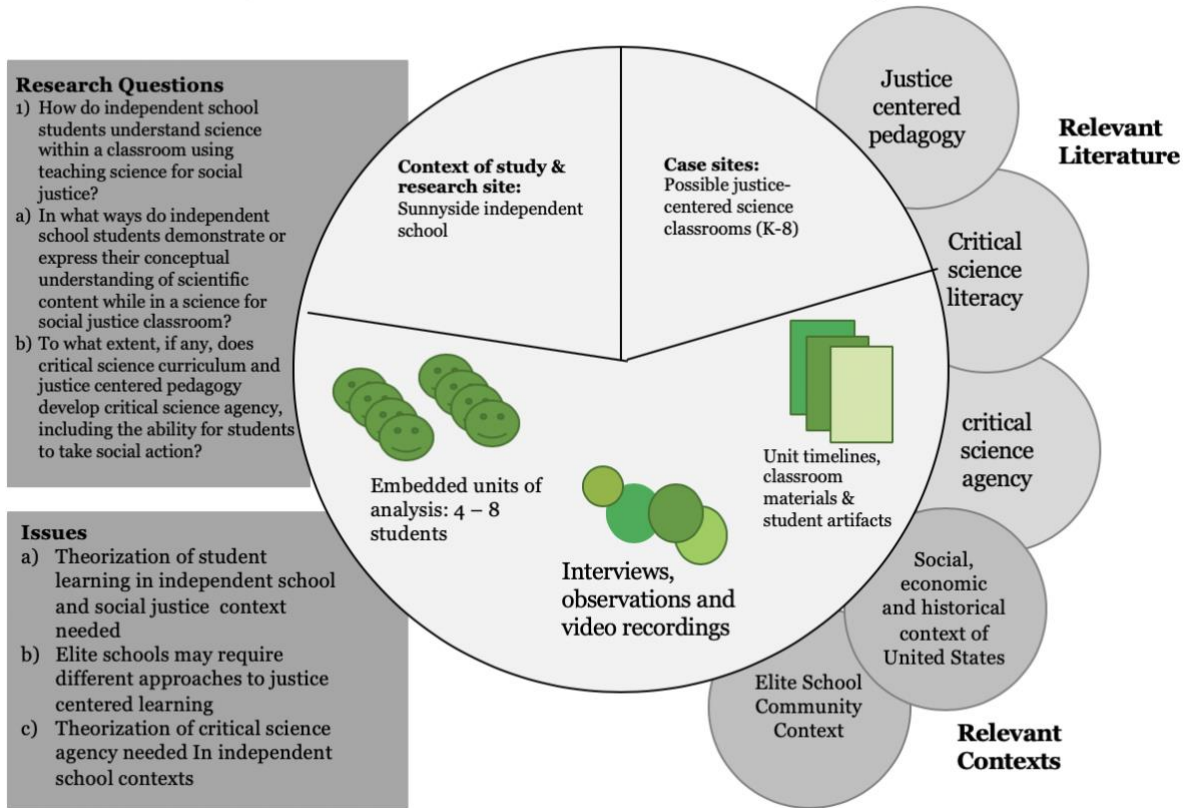 Research Questions
1) How do independent school
students understand science
within a classroom using
teaching science for social
justice?
a) In what ways do independent
school students demonstrate or
express their conceptual
understanding of scientific
content while in a science for
social justice classroom?
b) To what extent, if any, does
critical science curriculum and
justice centered pedagogy
develop critical science agency,
including the ability for students
to take social action?
Issues
a) Theorization of student
learning in independent school
and social justice context
needed
b) Elite schools may require
different approaches to justice
centered learning
c) Theorization of critical science
agency needed In independent
school contexts
Context of study &
research site:
Sunnyside independent
school
Case sites:
Possible justice-
centered science
classrooms (K-8)
Embedded units of
analysis: 4 – 8
students
Interviews,
observations and
video recordings
Unit timelines,
classroom
materials &
student artifacts
Justice
centered
pedagogy
Relevant
Literature
Critical
science
literacy
critical
science
agency
Social,
economic
and historical
context of
United States
Elite School
Community
Context
Relevant
Contexts